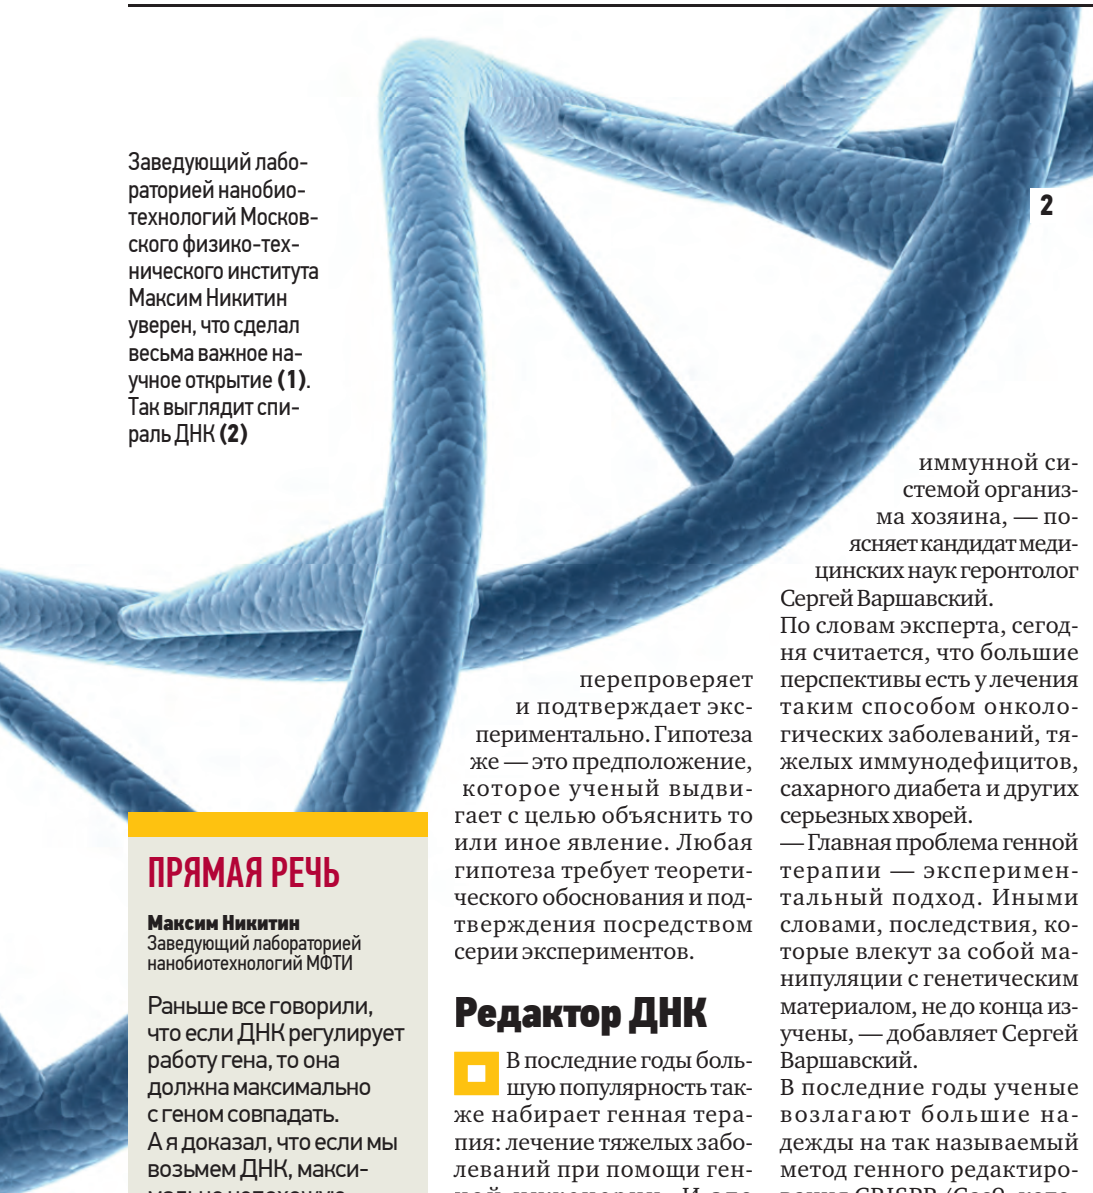 Заведующий лабо-
раторией нанобио-
технологий Москов-
ского физико-тех-
нического института
Максим Никитин
уверен, что сделал
весьма важное на-
учное открытие (1).
Так выглядит спи-
раль ДНК (2)
2
ПРЯМАЯ РЕЧЬ
Максим Никитин
Заведующий лабораторией
нанобиотехнологий МФТИ
Раньше все говорили,
что если ДНК регулирует
работу гена, то она
должна максимально
с геном совпадать.
А я доказал, что если мы
возьмем ДНК, макси-
перепроверяет
и подтверждает экс-
периментально. Гипотеза
же — это предположение,
которое ученый выдви-
гает с целью объяснить то
или иное явление. Любая
гипотеза требует теорети-
ческого обоснования и под-
тверждения посредством
серии экспериментов.
Редактор ДНК
В последние годы боль-
шую популярность так-
же набирает генная тера-
пия: лечение тяжелых забо-
леваний при помощи ген-
иммунной си-
стемой организ-
ма хозяина, — по-
ясняет кандидат меди-
цинских наук геронтолог
Сергей Варшавский.
По словам эксперта, сегод-
ня считается, что большие
перспективы есть у лечения
таким способом онколо-
гических заболеваний, тя-
желых иммунодефицитов,
сахарного диабета и других
серьезных хворей.
— Главная проблема генной
терапии — эксперимен-
тальный подход. Иными
словами, последствия, ко-
торые влекут за собой ма-
нипуляции с генетическим
материалом, не до конца из-
учены, — добавляет Сергей
Варшавский.
В последние годы ученые
возлагают большие на-
дежды на так называемый
метод генного редактиро-